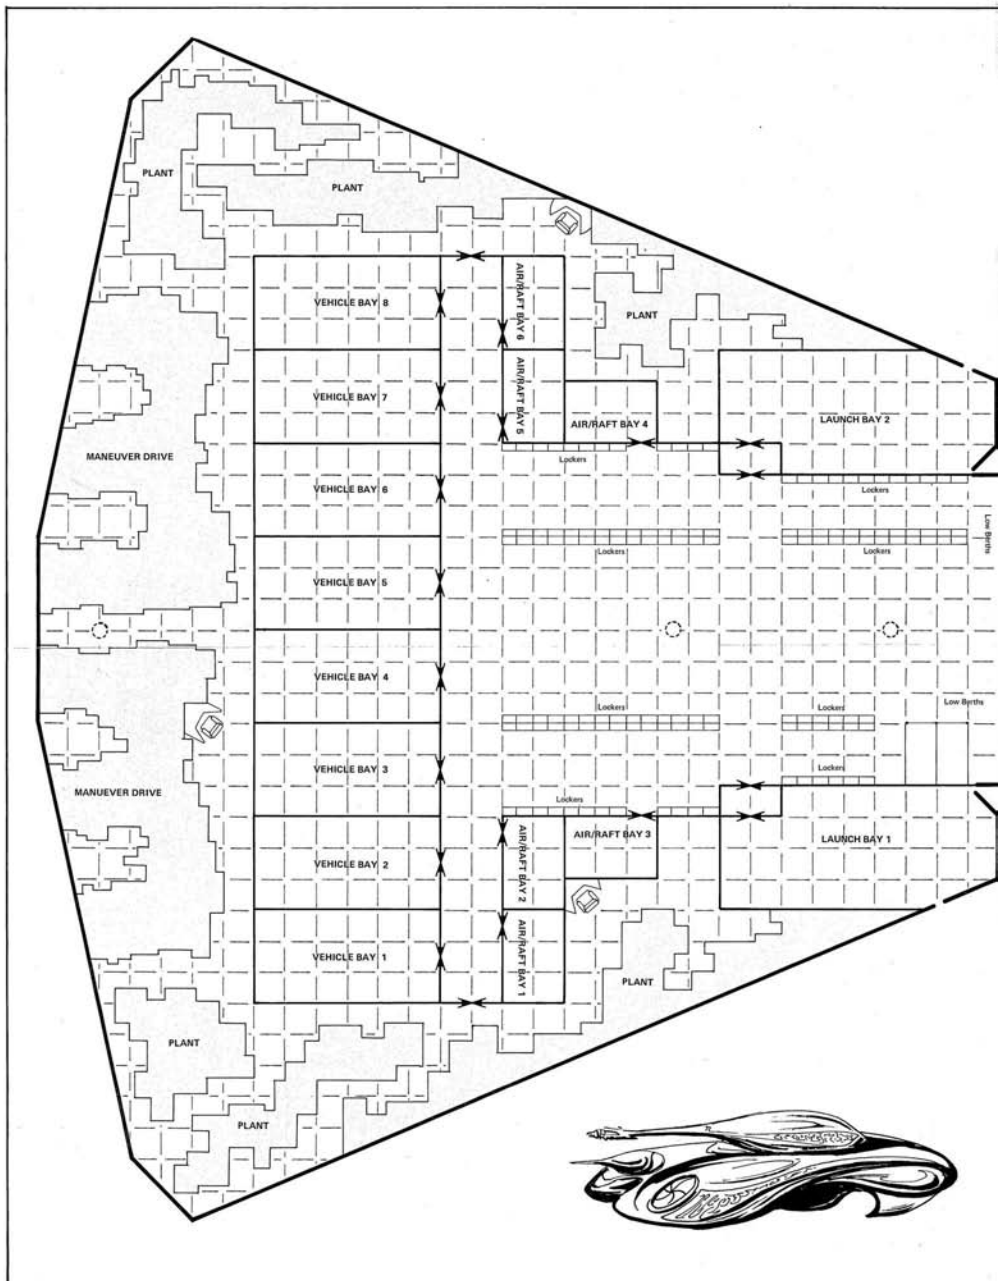 PLANT
PLANT
AIR/RAFT BAY 6
VEHICLE BAY 8
PLANT
AIR/RAFT BAY 5
VEHICLE BAY 7
AIR/RAFT BAY 4
LAUNCH BAY 2
MANEUVER DRIVE
Lockers
VEHICLE BAY 6
Lockers
Low Berths
Lockers
Lockers
VEHICLE BAY 5
VEHICLE BAY 4
Lockers
Lockers
Low Berths
VEHICLE BAY 3
Lockers
MANUEVER DRIVE
Lockers
AIR/RAFT BAY 3
LAUNCH BAY 1
VEHICLE BAY 2
AIR/RAFT BAY 2
VEHICLE BAY 1
AIR/RAFT BAY 1
PLANT
PLANT
PLANT